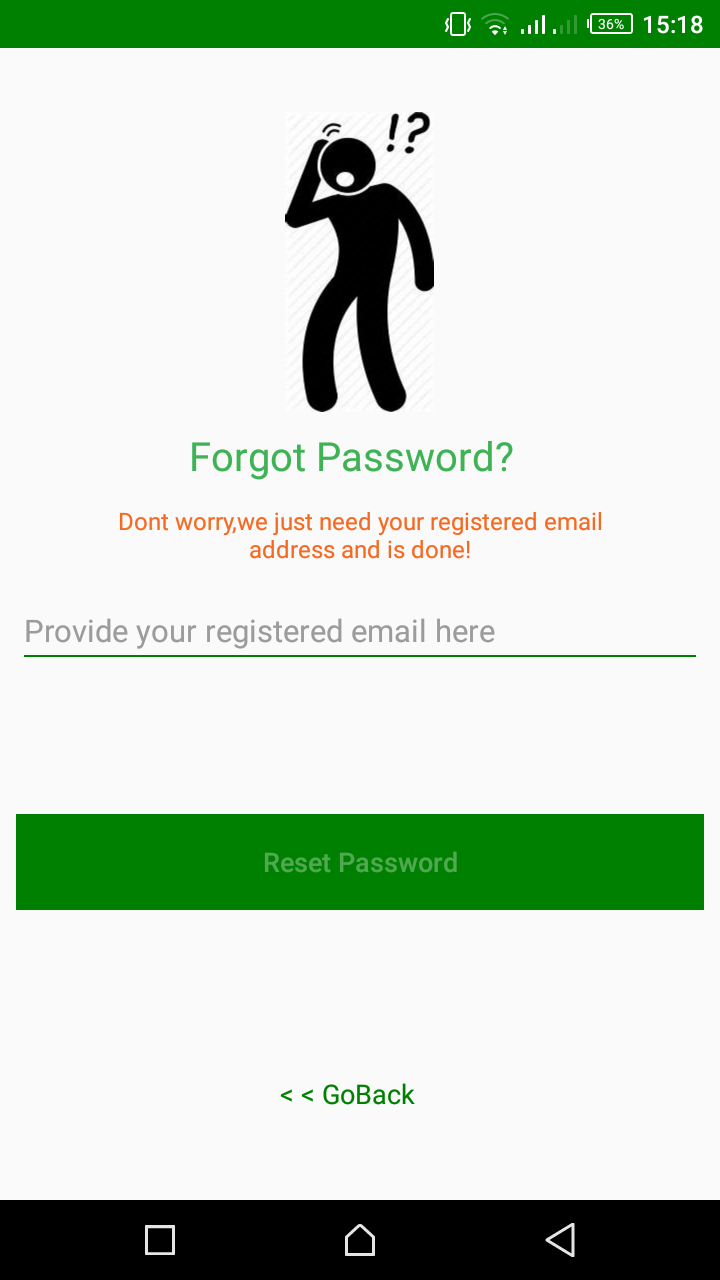 36% 15:18
!?
Forgot Password?
Dont worry,we just need your registered email
address and is done!
Provide your registered email here
Reset Password
< < GoBack